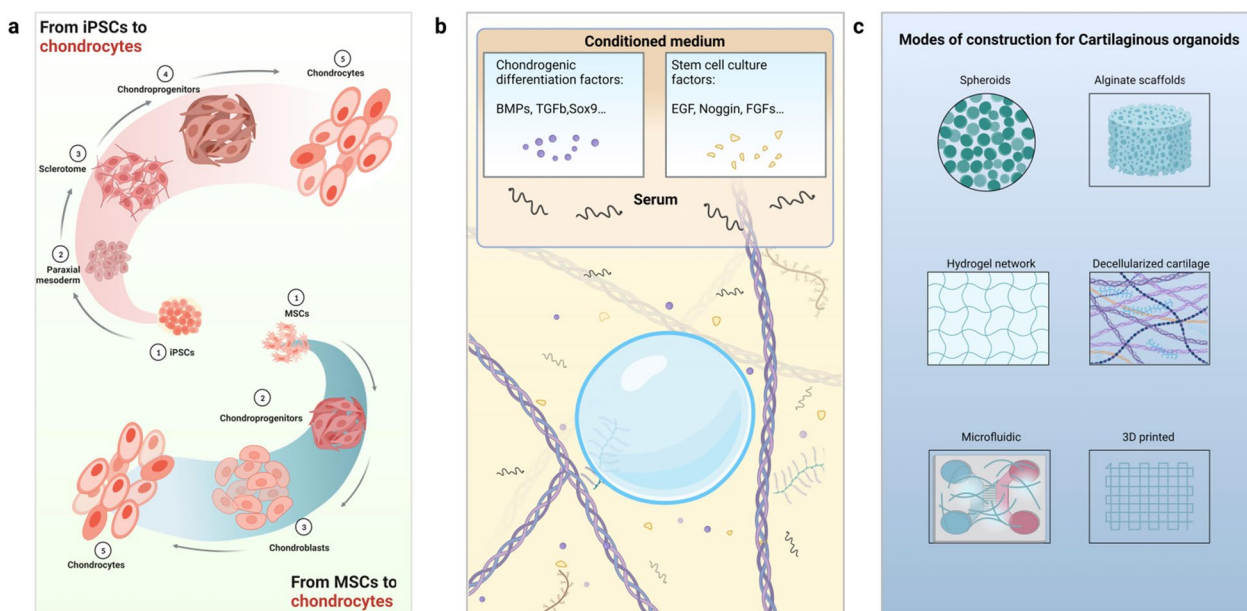 a
From iPSCs to
chondrocytes
5
Chondrocytes
4
Chondroprogenitors
3
Sclerotome
2
Paraxial
mesoderm
1 iPSCs
1
MSCs
2
Chondroprogenitors
3
Chondroblasts
5
Chondrocytes
From MSCs to
chondrocytes
b
Conditioned medium
Chondrogenic
differentiation factors:
BMPs, TGFb,Sox9...
Stem cell culture
factors:
EGF, Noggin, FGFs...
Serum
c
Modes of construction for Cartilaginous organoids
Spheroids
Alginate scaffolds
Hydrogel network
Decellularized cartilage
Microfluidic
3D printed